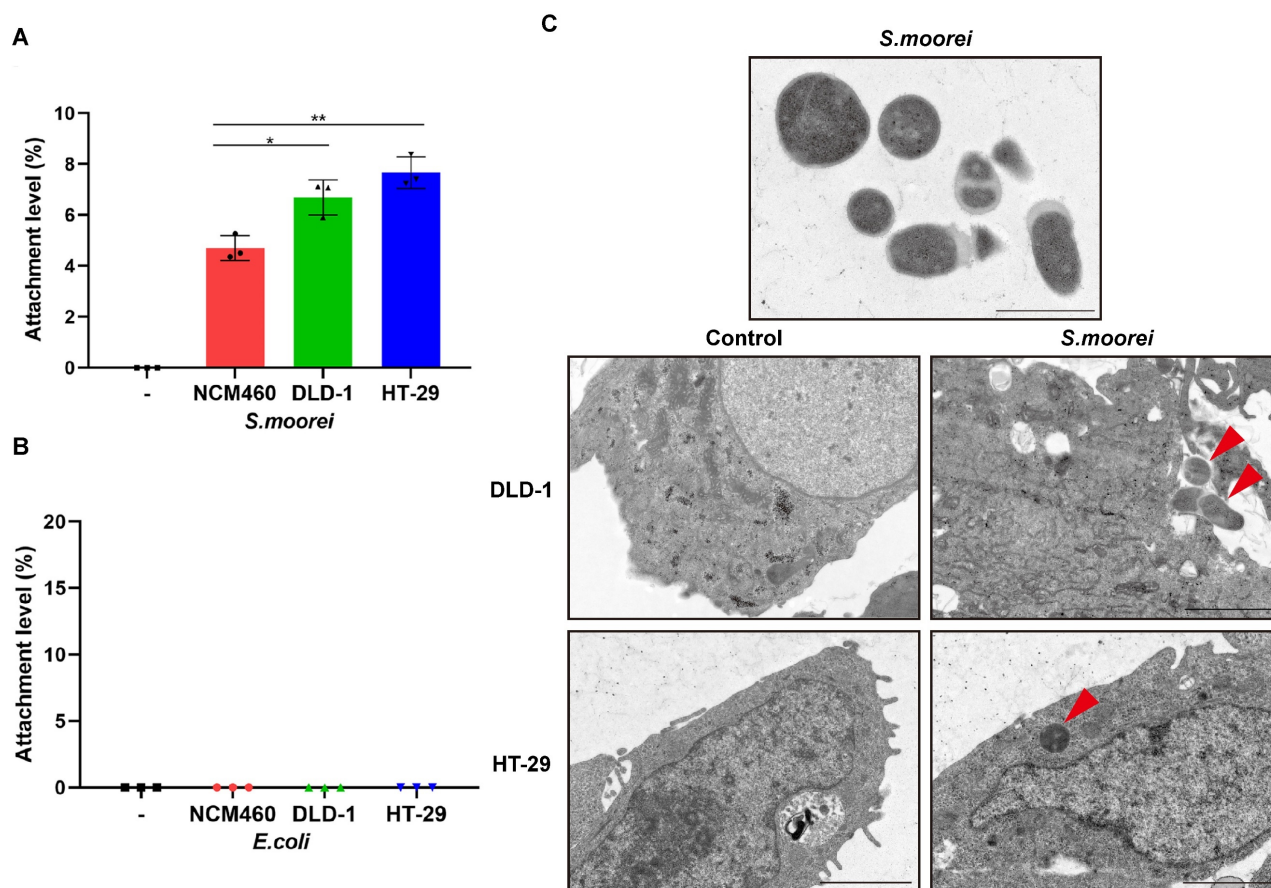 A
Attachment level (%)
10
8
6
4
2
0
**
*
- NCM460 DLD-1 HT-29
S.moorei
B
Attachment level (%)
20
15
10
5
0
- NCM460 DLD-1 HT-29
E.coli
C
S.moorei
Control S.moorei
DLD-1
HT-29